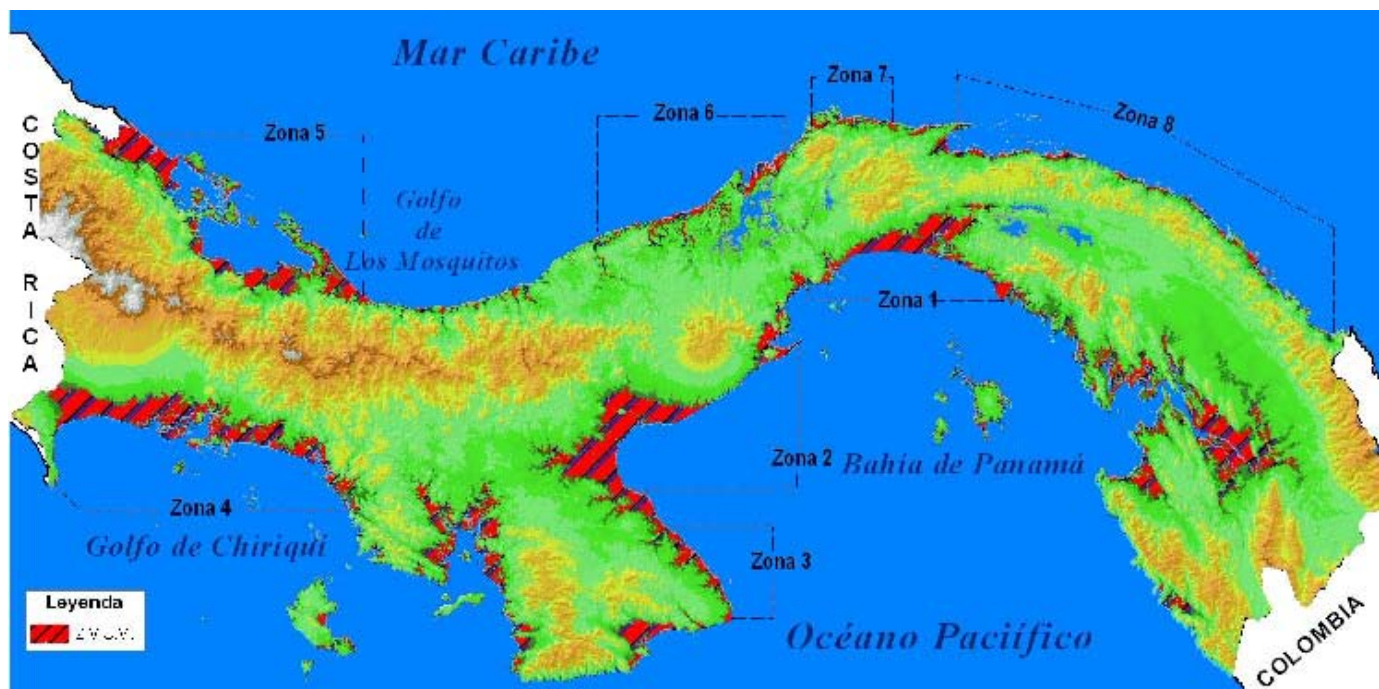 Mar Caribe
Zona 7
Zona 6
Zona 5
Zona 8
COSTA RICA
Golfo
de
Los Mosquitos
Zona 1
Zona 2
Bahía de Panamá
Zona 4
Golfo de Chiriquí
Zona 3
Leyenda
Océano Paciífico
COLOMBIA